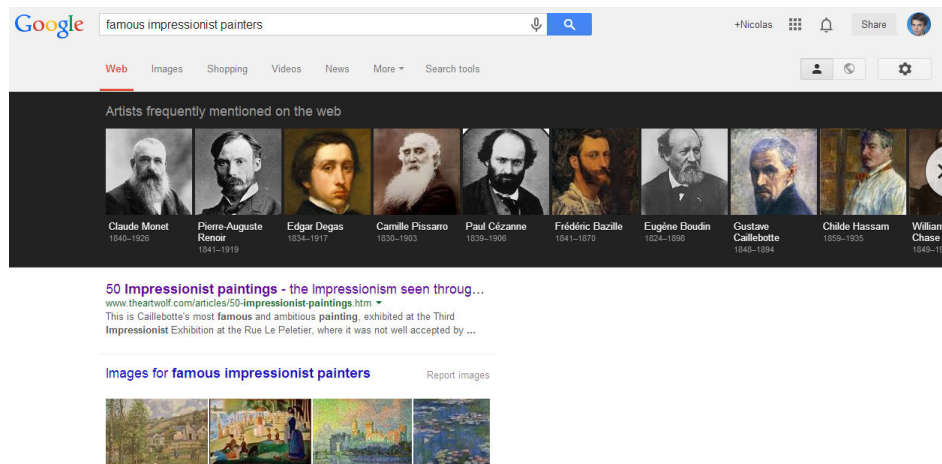 Google
famous impressionist painters
+Nicolas
Share
Web Images Shopping Videos News More Search tools
Artists frequently mentioned on the web
Claude Monet
1840–1926
Pierre-Auguste
Renoir
1841–1919
Edgar Degas
1834–1917
Camille Pissarro
1830–1903
Paul Cézanne
1839–1906
Frédéric Bazille
1841–1870
Eugène Boudin
1824–1898
Gustave
Caillebotte
1848–1894
Childe Hassam
1859–1935
William
Chase
1849–19
50 Impressionist paintings - the Impressionism seen throug...
www.theartwolf.com/articles/50-impressionist-paintings.htm
This is Caillebotte's most famous and ambitious painting, exhibited at the Third
Impressionist Exhibition at the Rue Le Peletier, where it was not well accepted by ...
Images for famous impressionist painters
Report images